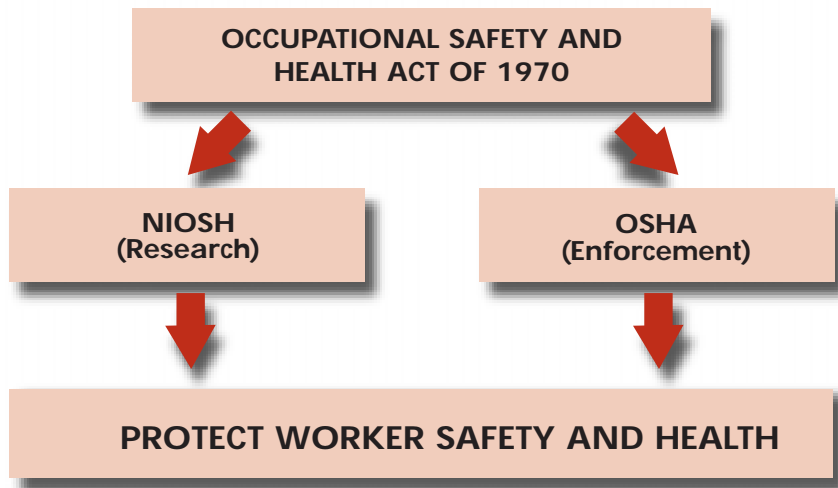 OCCUPATIONAL SAFETY AND
HEALTH ACT OF 1970
NIOSH
(Research)
OSHA
(Enforcement)
PROTECT WORKER SAFETY AND HEALTH